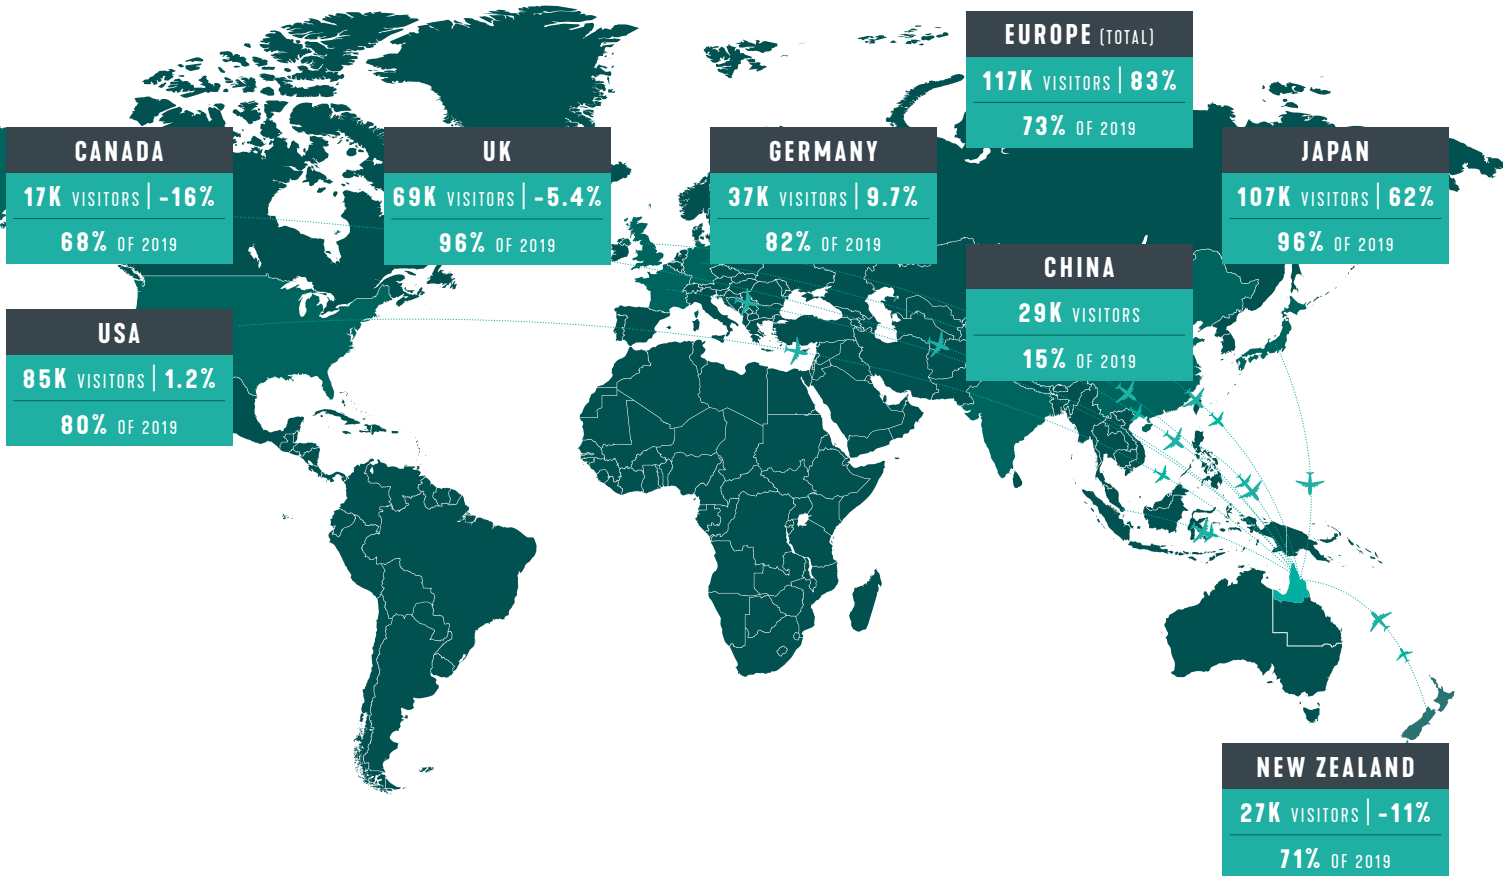 EUROPE (TOTAL)
117K VISITORS | 83%
73% OF 2019
CANADA
17K VISITORS | -16%
68% OF 2019
UK
69K VISITORS | -5.4%
96% OF 2019
GERMANY
37K VISITORS | 9.7%
82% OF 2019
JAPAN
107K VISITORS | 62%
96% OF 2019
CHINA
29K VISITORS
15% OF 2019
USA
85K VISITORS | 1.2%
80% OF 2019
NEW ZEALAND
27K VISITORS | -11%
71% OF 2019